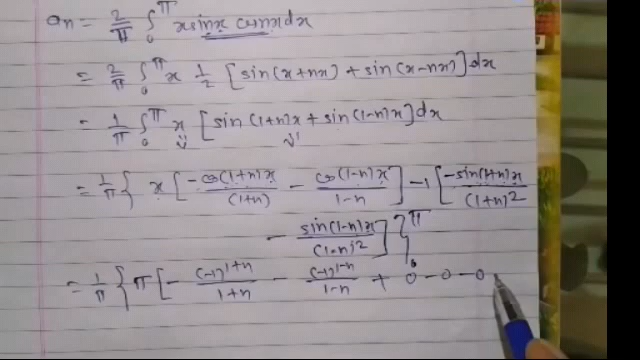 an = 2/π ∫₀^π x sinx cosnx dx
= 2/π ∫₀^π x 1/2 [sin(x+nx) + sin(x-nx)]dx
= 1/π ∫₀^π x [sin(1+n)x + sin(1-n)x]dx
= 1/π { x [-cos(1+n)x/(1+n) - cos(1-n)x/1-n] -1 [-sin(1+n)x/(1+n)²
- sin(1-n)x/(1-n)²] }₀^π
= 1/π { π [- (-1)^1+n/1+n - (-1)^1-n/1-n + 0 - 0 - 0